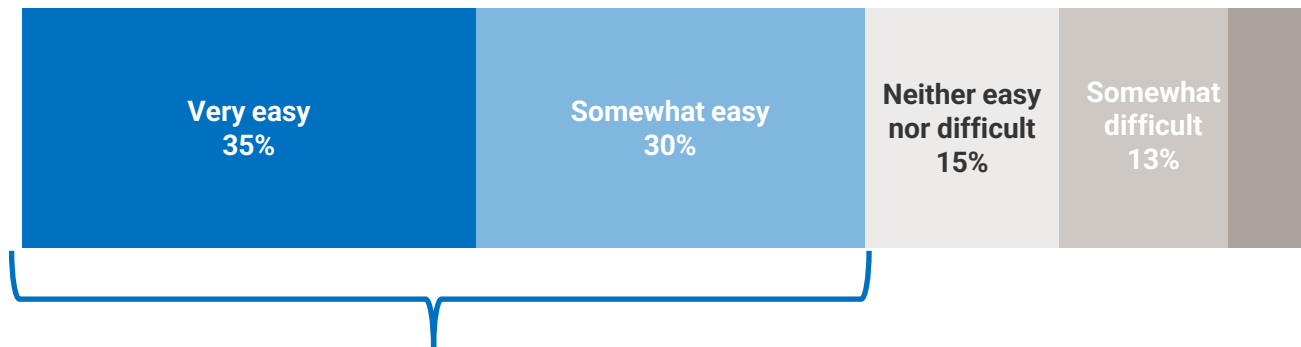 Very easy
35%
Somewhat easy
30%
Neither easy
nor difficult
15%
Somewhat
difficult
13%